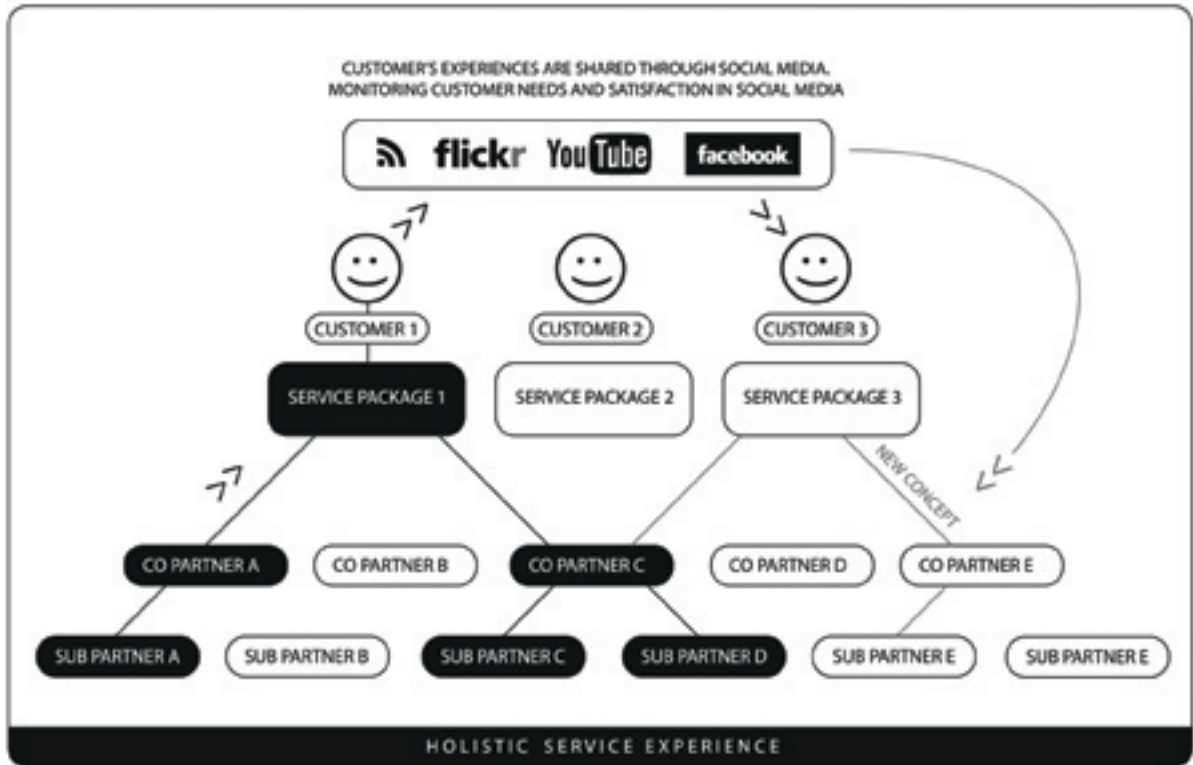 CUSTOMER'S EXPERIENCES ARE SHARED THROUGH SOCIAL MEDIA.
MONITORING CUSTOMER NEEDS AND SATISFACTION IN SOCIAL MEDIA
flickr YouTube facebook.
CUSTOMER 1 CUSTOMER 2 CUSTOMER 3
SERVICE PACKAGE 1 SERVICE PACKAGE 2 SERVICE PACKAGE 3
NEW CONCEPT
CO PARTNER A CO PARTNER B CO PARTNER C CO PARTNER D CO PARTNER E
SUB PARTNER A SUB PARTNER B SUB PARTNER C SUB PARTNER D SUB PARTNER E SUB PARTNER E
HOLISTIC SERVICE EXPERIENCE